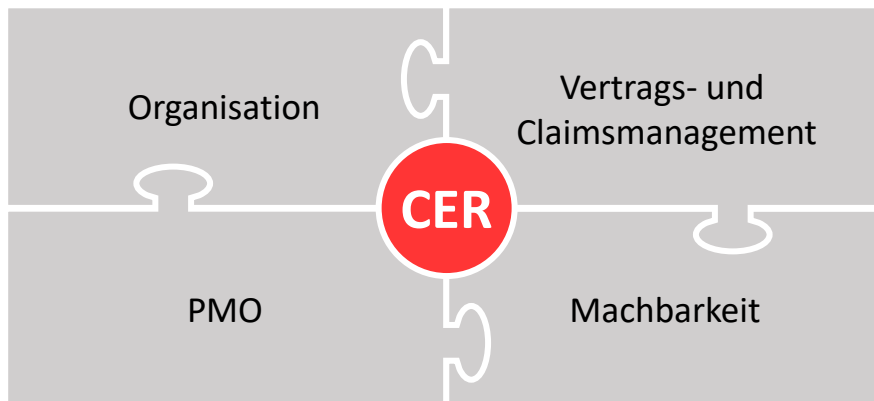 Organisation
Vertrags- und
Claimsmanagement
CER
PMO
Machbarkeit